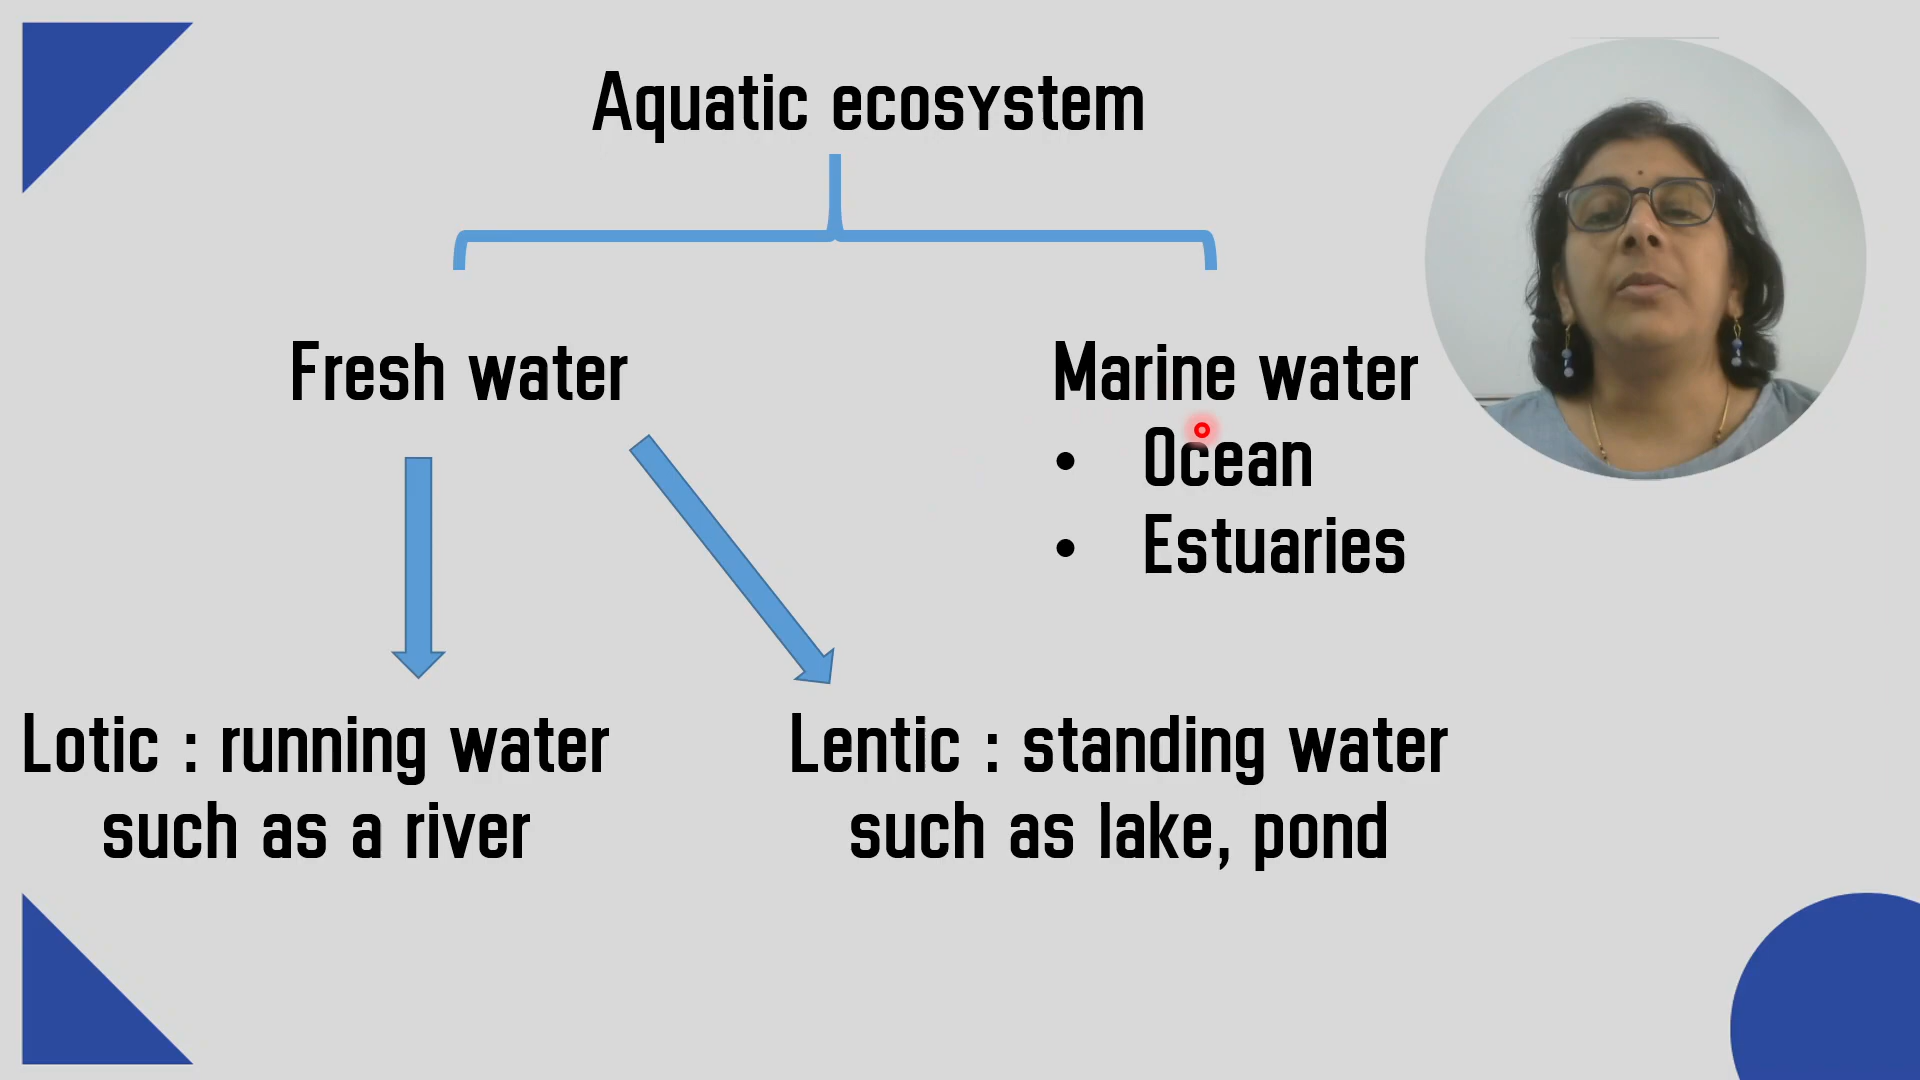 Aquatic ecosystem
Fresh water
Marine water
• Ocean
• Estuaries
Lotic : running water
such as a river
Lentic : standing water
such as lake, pond